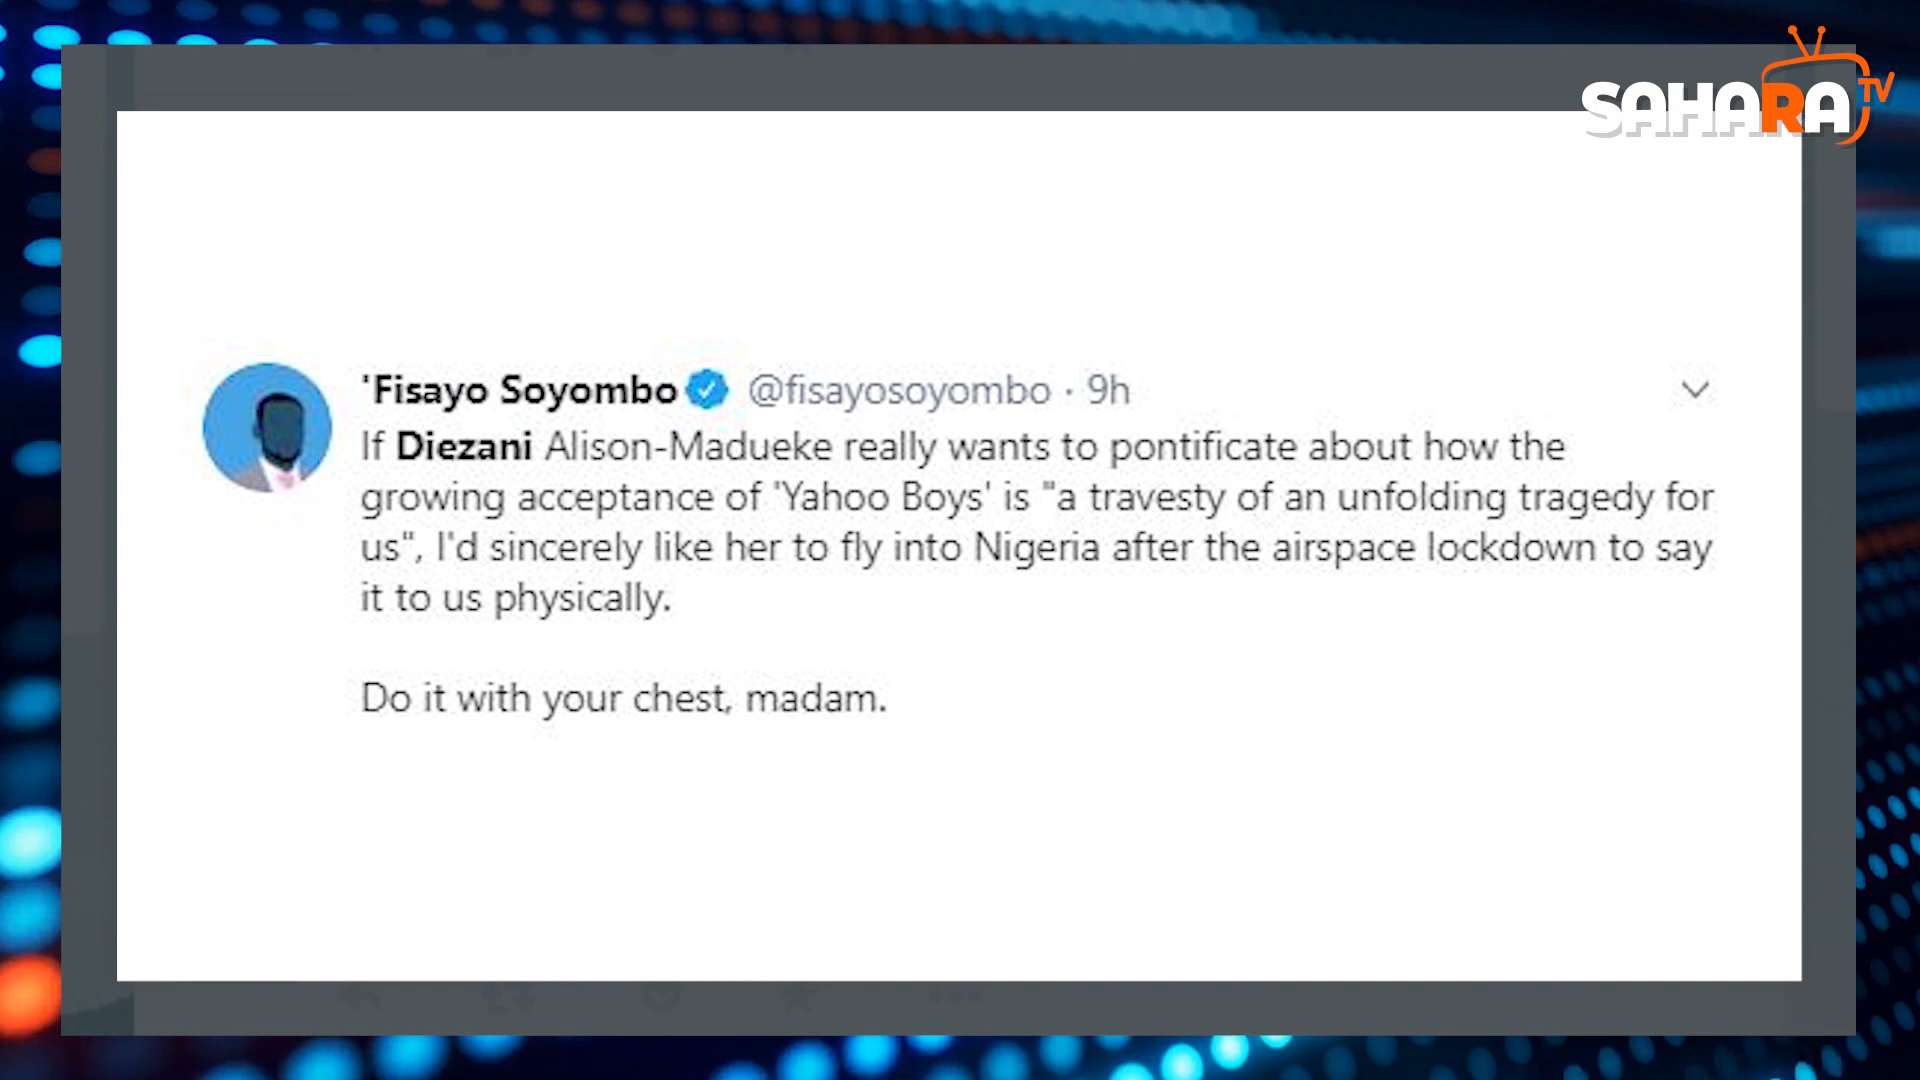 SAHARA TV
'Fisayo Soyombo @fisayosoyombo · 9h
If Diezani Alison-Madueke really wants to pontificate about how the
growing acceptance of 'Yahoo Boys' is "a travesty of an unfolding tragedy for
us", I'd sincerely like her to fly into Nigeria after the airspace lockdown to say
it to us physically.
Do it with your chest, madam.